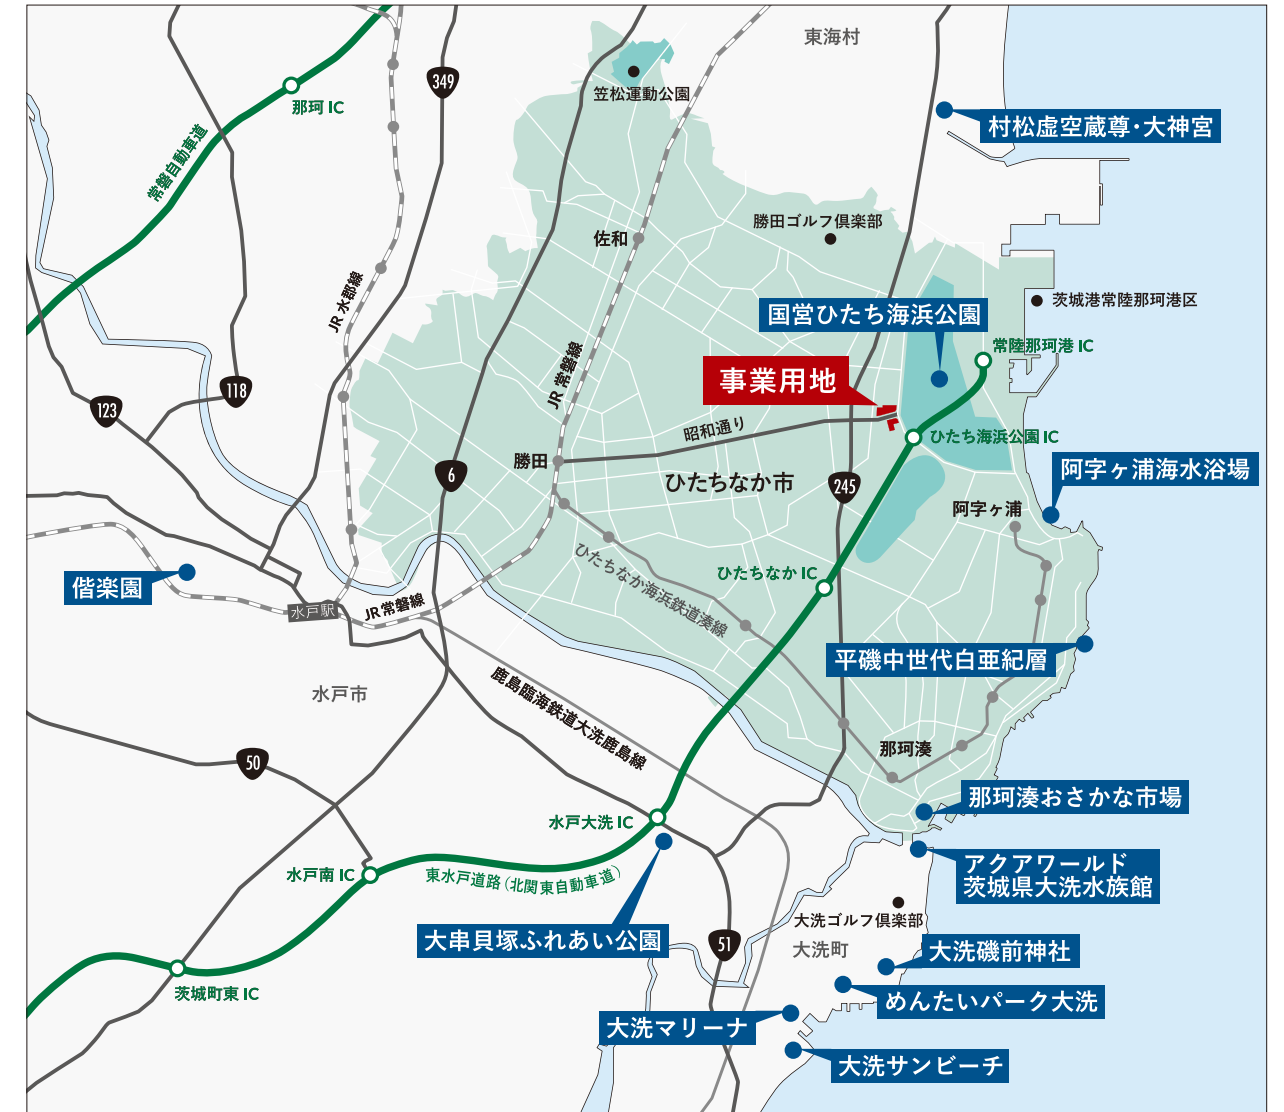 東海村
349
笠松運動公園
那珂 IC
村松虚空蔵尊・大神宮
常磐自動車道
勝田ゴルフ倶楽部
佐和
JR 水郡線
茨城港常陸那珂港区
国営ひたち海浜公園
常陸那珂港 IC
JR 常磐線
事業用地
118
123
昭和通り
ひたち海浜公園 IC
勝田
阿字ヶ浦海水浴場
6
ひたちなか市
245
阿字ヶ浦
ひたちなか IC
偕楽園
ひたちなか海浜鉄道湊線
水戸駅
JR 常磐線
平磯中世代白亜紀層
水戸市
鹿島臨海鉄道大洗鹿島線
那珂湊
50
那珂湊おさかな市場
水戸大洗 IC
アクアワールド
茨城県大洗水族館
水戸南 IC
東水戸道路(北関東自動車道)
大洗ゴルフ倶楽部
大串貝塚ふれあい公園
51
大洗町
大洗磯前神社
茨城町東 IC
めんたいパーク大洗
大洗マリーナ
大洗サンビーチ